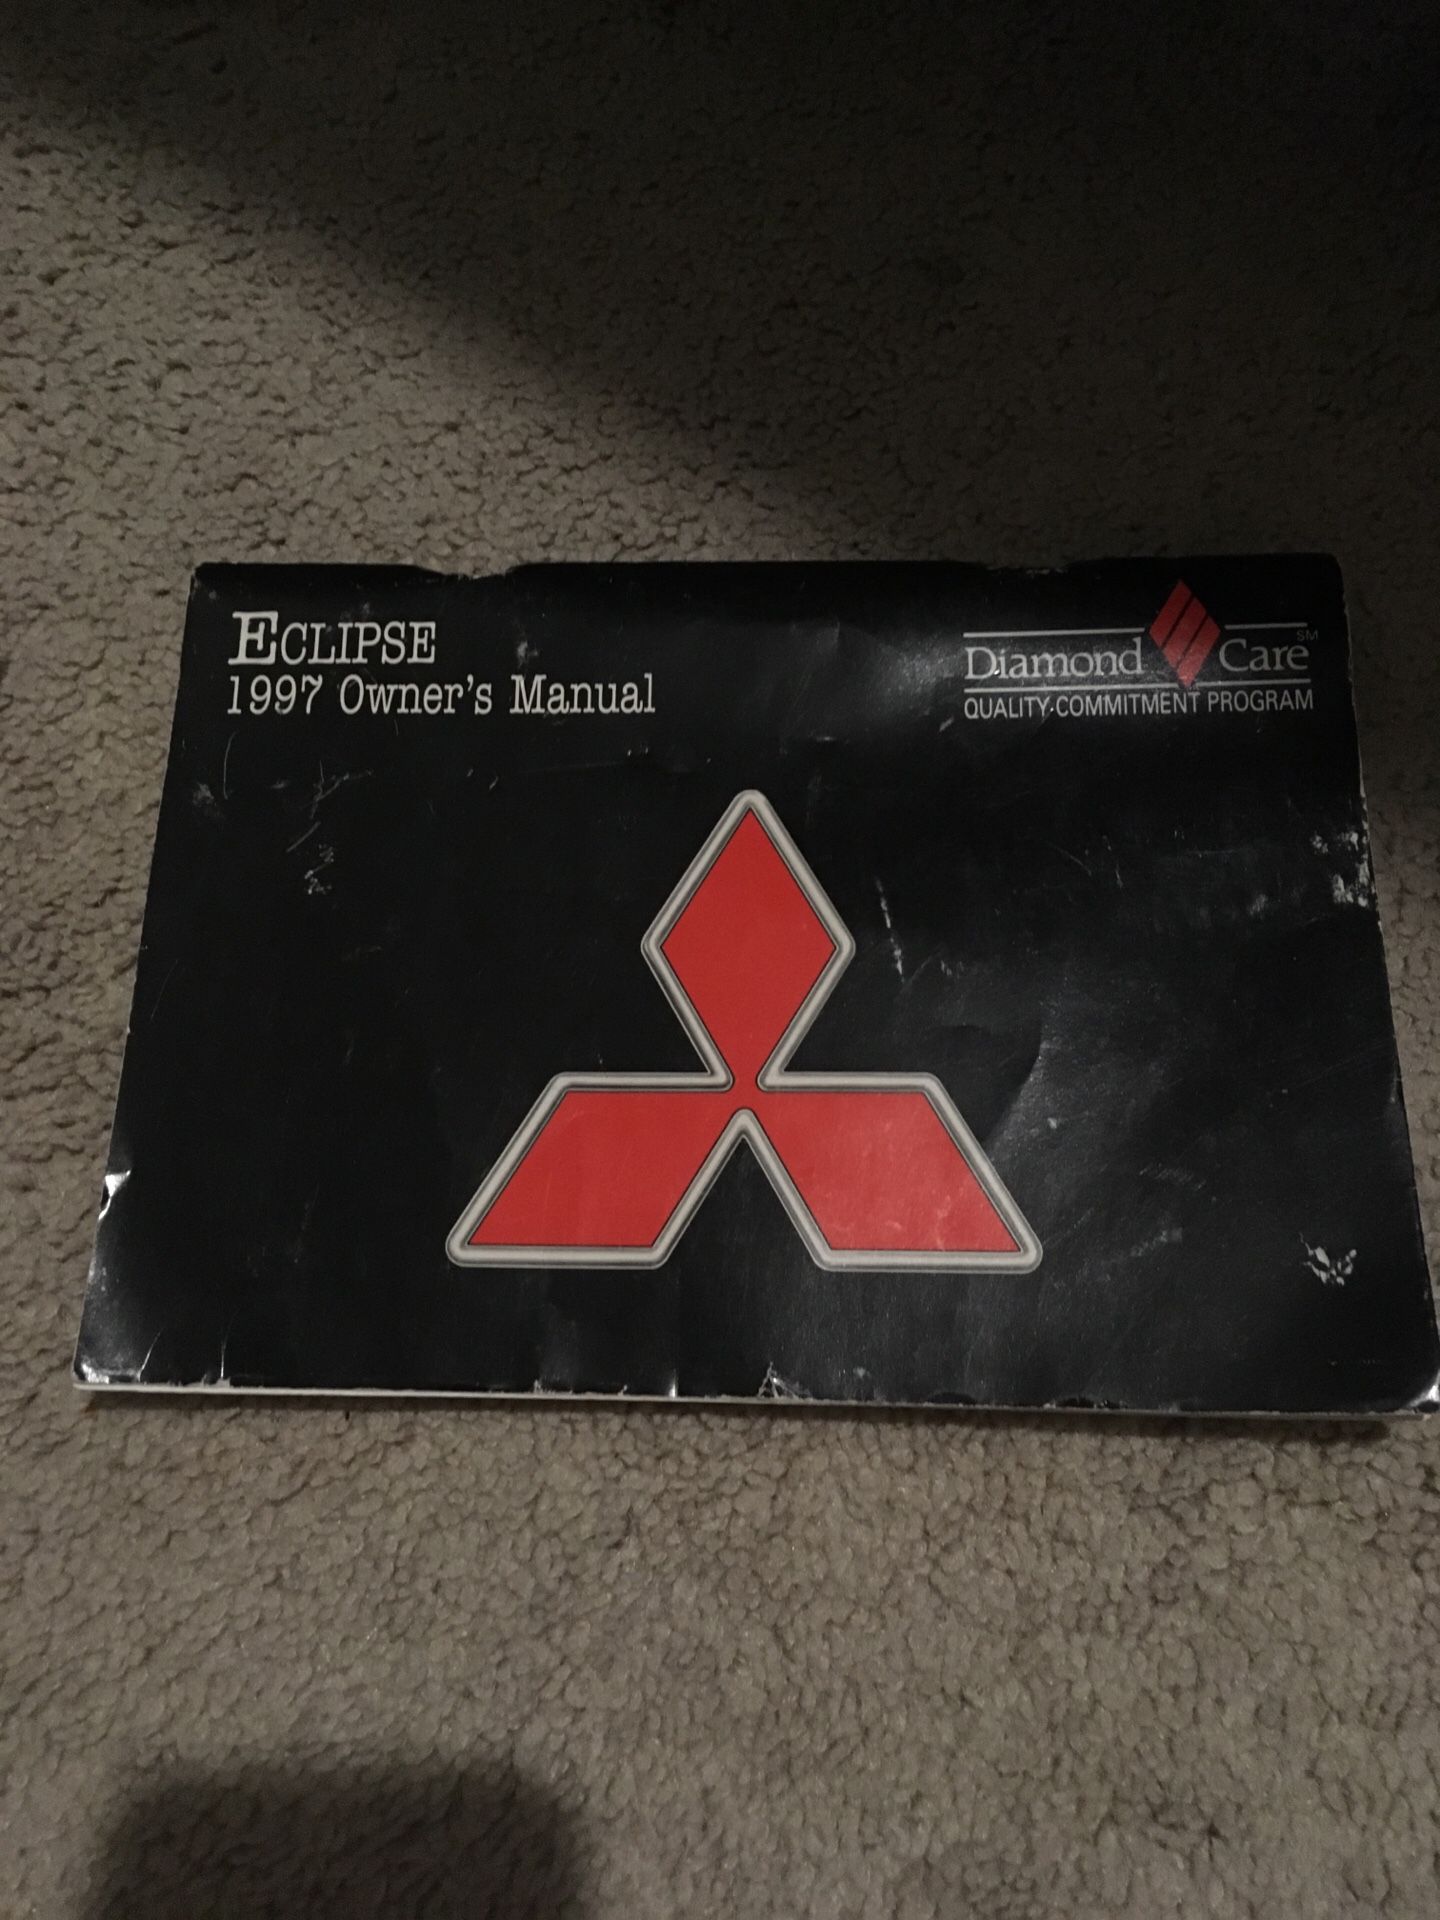 ECLIPSE
1997 Owner's Manual
Diamond Care SM
QUALITY COMMITMENT PROGRAM